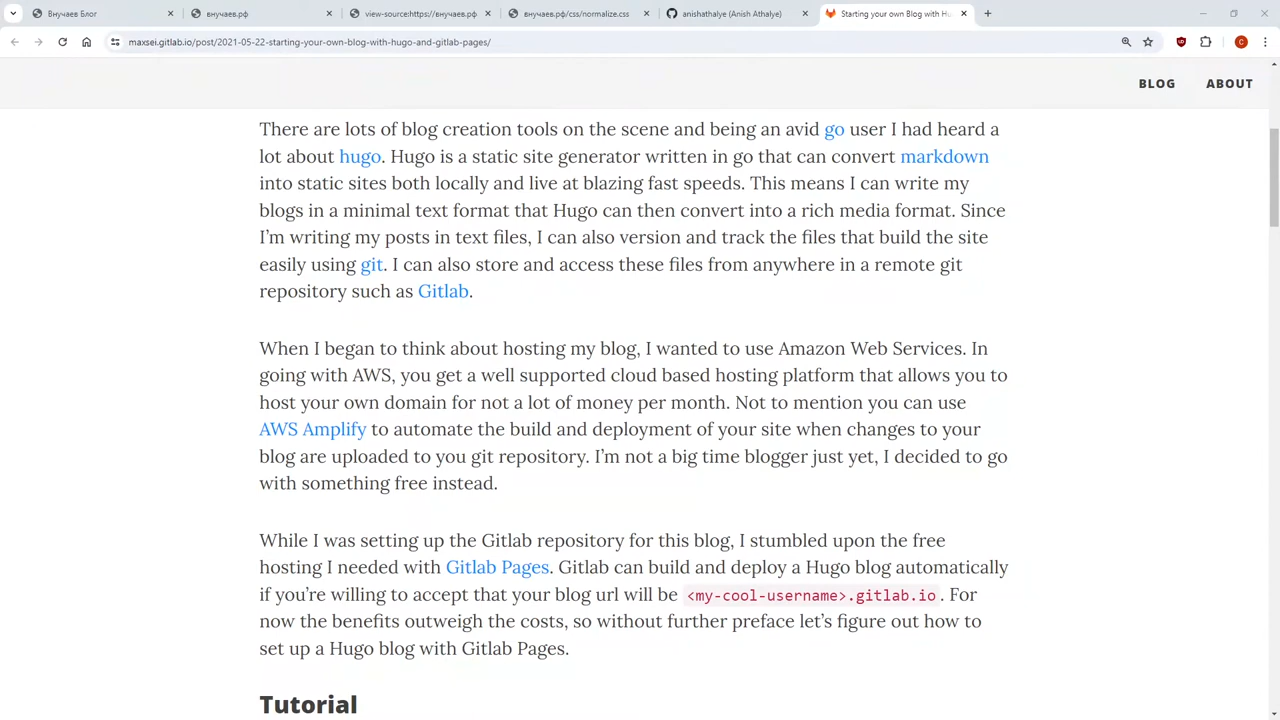 Внучаев Блог
внучаев.рф
view-source:https://внучаев.рф
внучаев.рф/css/normalize.css
anishathalye (Anish Athalye)
Starting your own Blog with Hu
maxsei.gitlab.io/post/2021-05-22-starting-your-own-blog-with-hugo-and-gitlab-pages/
C
BLOG ABOUT
There are lots of blog creation tools on the scene and being an avid go user I had heard a
lot about hugo. Hugo is a static site generator written in go that can convert markdown
into static sites both locally and live at blazing fast speeds. This means I can write my
blogs in a minimal text format that Hugo can then convert into a rich media format. Since
I’m writing my posts in text files, I can also version and track the files that build the site
easily using git. I can also store and access these files from anywhere in a remote git
repository such as Gitlab.
When I began to think about hosting my blog, I wanted to use Amazon Web Services. In
going with AWS, you get a well supported cloud based hosting platform that allows you to
host your own domain for not a lot of money per month. Not to mention you can use
AWS Amplify to automate the build and deployment of your site when changes to your
blog are uploaded to you git repository. I’m not a big time blogger just yet, I decided to go
with something free instead.
While I was setting up the Gitlab repository for this blog, I stumbled upon the free
hosting I needed with Gitlab Pages. Gitlab can build and deploy a Hugo blog automatically
if you’re willing to accept that your blog url will be <my-cool-username>.gitlab.io. For
now the benefits outweigh the costs, so without further preface let’s figure out how to
set up a Hugo blog with Gitlab Pages.
Tutorial